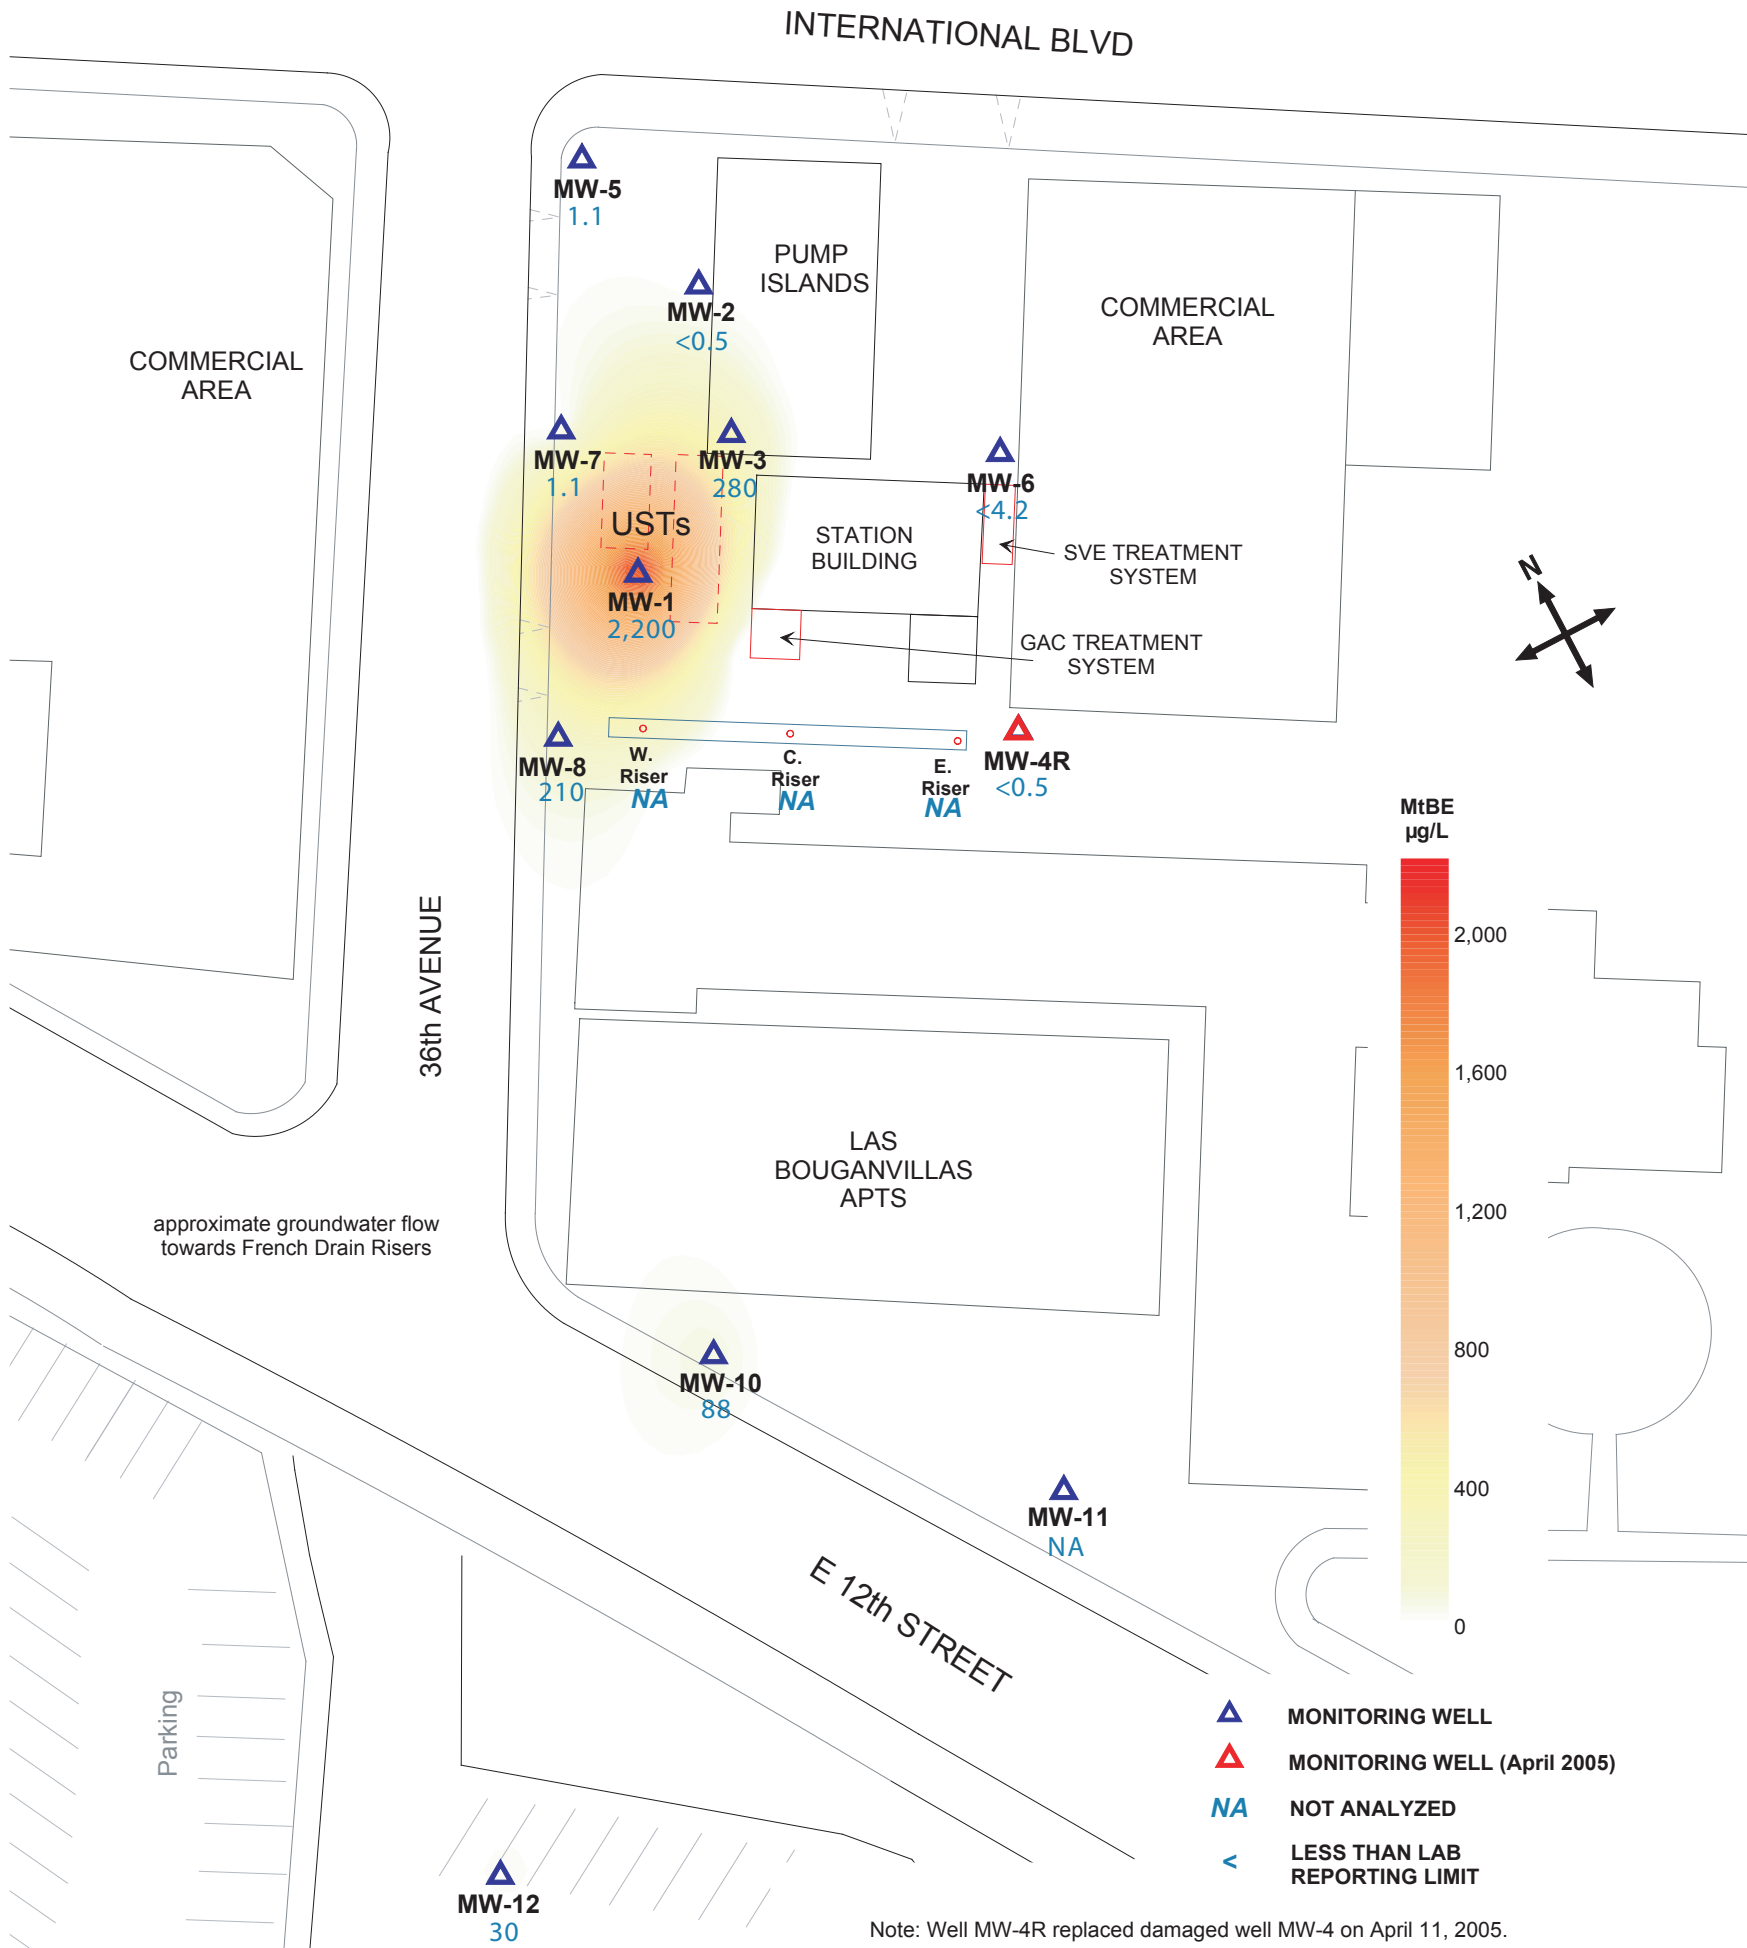 INTERNATIONAL BLVD
MW-5
1.1
PUMP
ISLANDS
MW-2
<0.5
COMMERCIAL
AREA
COMMERCIAL
AREA
MW-7
1.1
MW-3
280
MW-6
<4.2
USTs
STATION
BUILDING
SVE TREATMENT
SYSTEM
N
MW-1
2,200
GAC TREATMENT
SYSTEM
MW-8
210
W.
Riser
NA
C.
Riser
NA
E.
Riser
NA
MW-4R
<0.5
MtBE
µg/L
2,000
1,600
1,200
800
400
0
36th AVENUE
LAS
BOUGANVILLAS
APTS
approximate groundwater flow
towards French Drain Risers
MW-10
88
MW-11
NA
E 12th STREET
Parking
MW-12
30
MONITORING WELL
MONITORING WELL (April 2005)
NA NOT ANALYZED
< LESS THAN LAB
REPORTING LIMIT
Note: Well MW-4R replaced damaged well MW-4 on April 11, 2005.